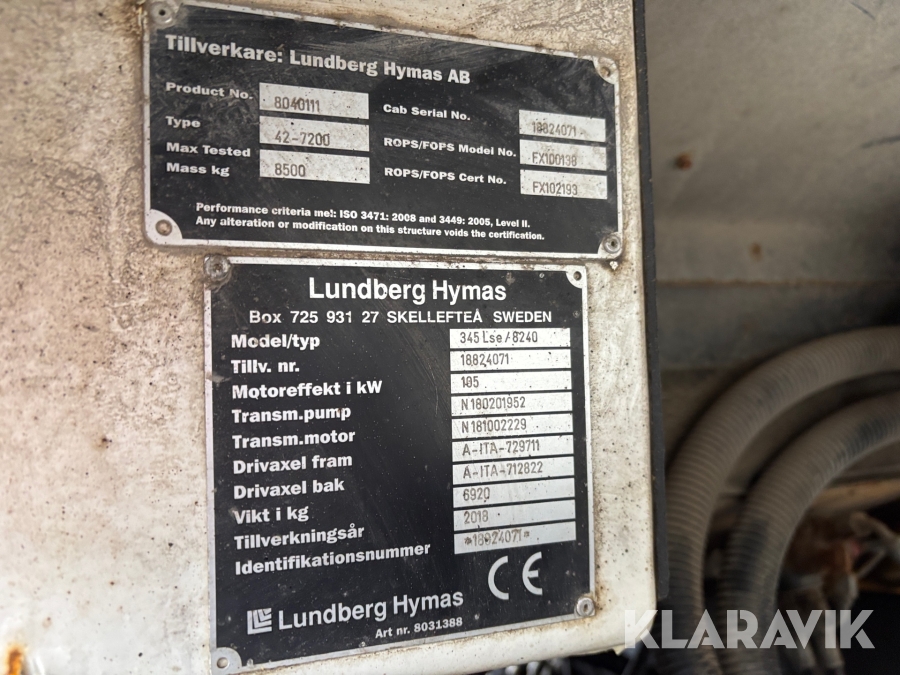 Tillverkare: Lundberg Hymas AB
Product No. 8040111
Type 42-7200
Max Tested
Mass kg 8500
Cab Serial No. 18824071
ROPS/FOPS Model No. FX100138
ROPS/FOPS Cert No. FX102193
Performance criteria met: ISO 3471: 2008 and 3449: 2005, Level II.
Any alteration or modification on this structure voids the certification.
Lundberg Hymas
Box 725 931 27 SKELLEFTEÅ SWEDEN
Model/typ 345 Lse/8240
Tillv. nr. 18824071
Motoreffekt i kW 105
Transm.pump N180201952
Transm.motor N181002229
Drivaxel fram A-ITA-729711
Drivaxel bak A-ITA-712822
Vikt i kg 6920
Tillverkningsår 2018
Identifikationsnummer *18824071*
CE
Lundberg Hymas
Art nr. 8031388
KLARAVIK